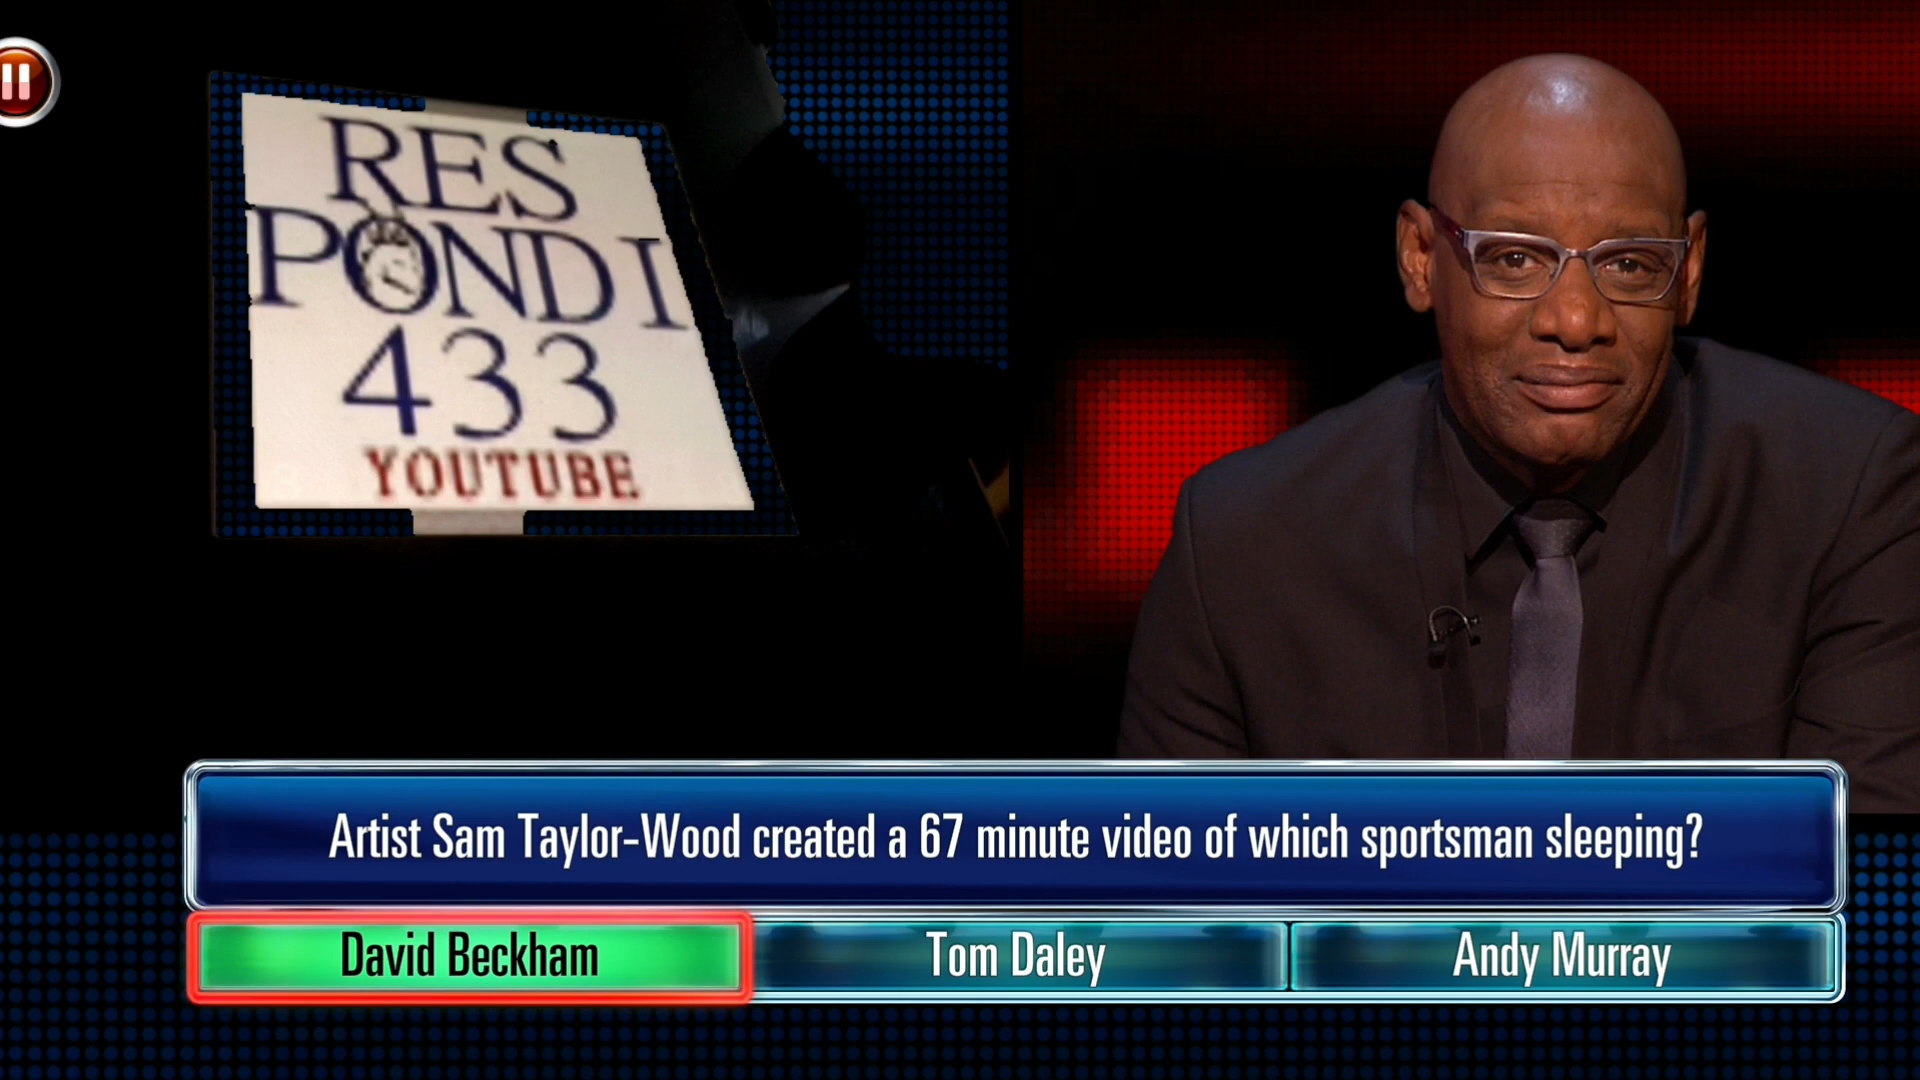 RES
PONDI
433
YOUTUBE
Artist Sam Taylor-Wood created a 67 minute video of which sportsman sleeping?
David Beckham
Tom Daley
Andy Murray